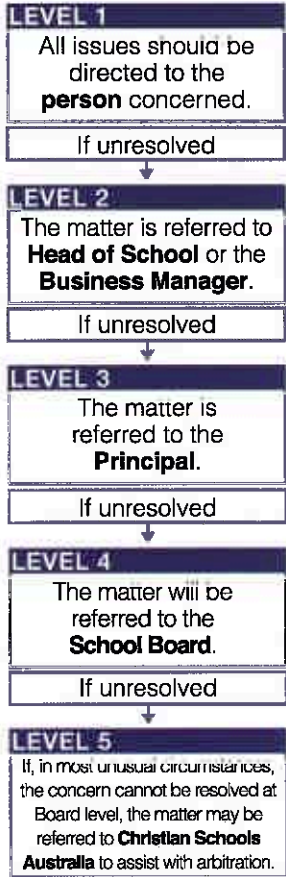 LEVEL 1
All issues should be
directed to the
person concerned.
If unresolved
LEVEL 2
The matter is referred to
Head of School or the
Business Manager.
If unresolved
LEVEL 3
The matter is
referred to the
Principal.
If unresolved
LEVEL 4
The matter will be
referred to the
School Board.
If unresolved
LEVEL 5
If, in most unusual circumstances,
the concern cannot be resolved at
Board level, the matter may be
referred to Christian Schools
Australia to assist with arbitration.